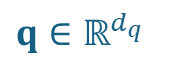 𝐪 ∈ ℝ^{d_q}